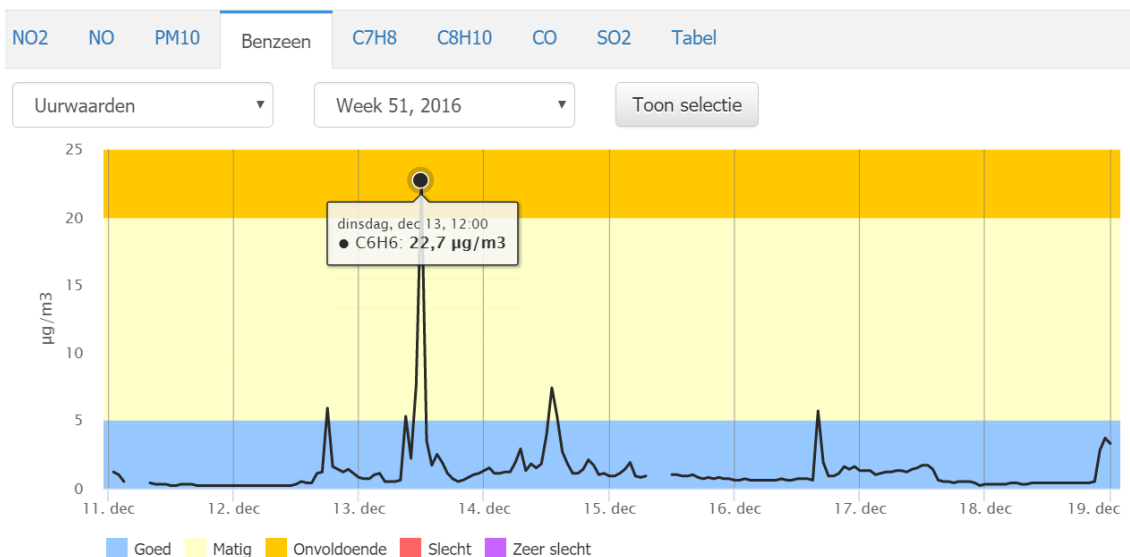 NO2 NO PM10 Benzeen C7H8 C8H10 CO SO2 Tabel
Uurwaarden Week 51, 2016 Toon selectie
25
20
15
10
5
0
µg/m3
dinsdag, dec 13, 12:00
● C6H6: 22,7 µg/m3
11. dec 12. dec 13. dec 14. dec 15. dec 16. dec 17. dec 18. dec 19. dec
Goed Matig Onvoldoende Slecht Zeer slecht